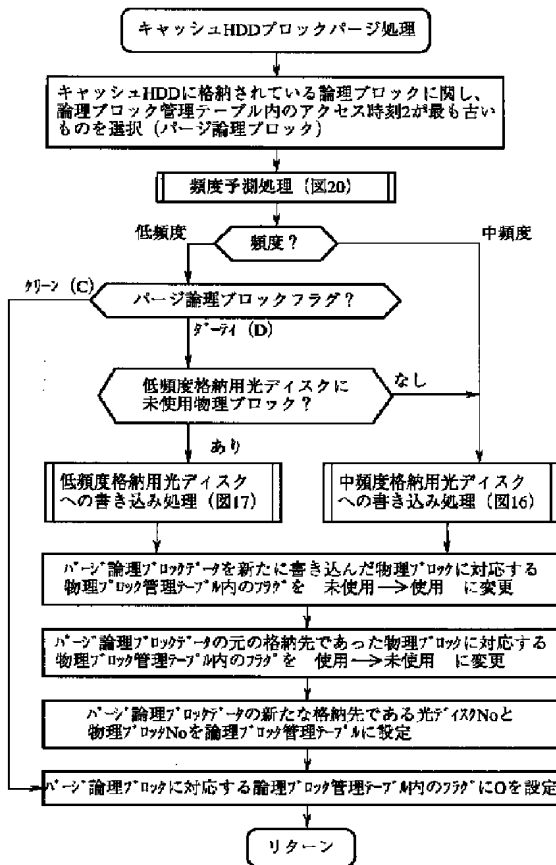 キャッシュHDDブロックパージ処理
キャッシュHDDに格納されている論理ブロックに関し、
論理ブロック管理テーブル内のアクセス時刻2が最も古い
ものを選択（パージ論理ブロック）
頻度予測処理（図20）
低頻度
頻度？
中頻度
クリーン（C）
パージ論理ブロックフラグ？
ダーティ（D）
低頻度格納用光ディスクに
未使用物理ブロック？
なし
あり
低頻度格納用光ディスク
への書き込み処理（図17）
中頻度格納用光ディスク
への書き込み処理（図16）
パージ論理ブロックデータを新たに書き込んだ物理ブロックに対応する
物理ブロック管理テーブル内のフラグを　未使用→使用　に変更
パージ論理ブロックデータの元の格納先であった物理ブロックに対応する
物理ブロック管理テーブル内のフラグを　使用→未使用　に変更
パージ論理ブロックデータの新たな格納先である光ディスクNoと
物理ブロックNoを論理ブロック管理テーブルに設定
パージ論理ブロックに対応する論理ブロック管理テーブル内のフラグにOを設定
リターン